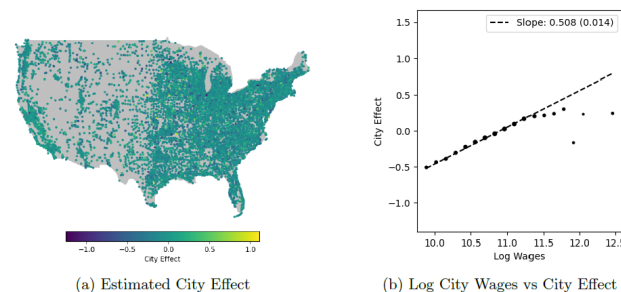 −1.0
−0.5
0.0
0.5
1.0
City Effect
(a) Estimated City Effect
1.5
1.0
0.5
0.0
−0.5
−1.0
City Effect
Slope: 0.508 (0.014)
10.0 10.5 11.0 11.5 12.0 12.5
Log Wages
(b) Log City Wages vs City Effect